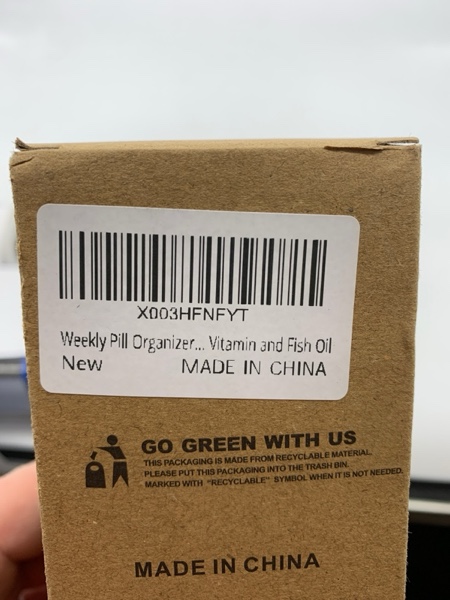 X003HFNFYT
Weekly Pill Organizer... Vitamin and Fish Oil
New MADE IN CHINA
GO GREEN WITH US
THIS PACKAGING IS MADE FROM RECYCLABLE MATERIAL.
PLEASE PUT THIS PACKAGING INTO THE TRASH BIN.
MARKED WITH "RECYCLABLE" SYMBOL WHEN IT IS NOT NEEDED.
MADE IN CHINA